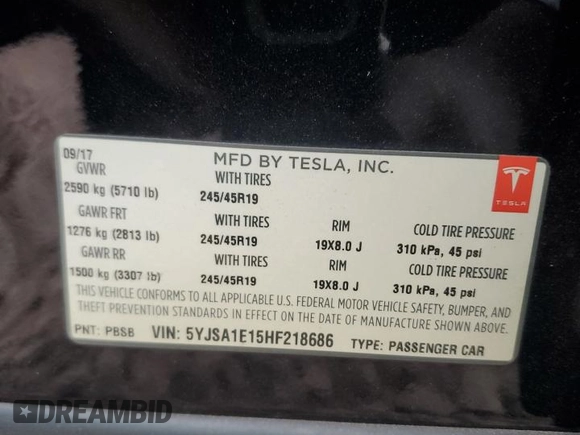 09/17 MFD BY TESLA, INC.
GVWR WITH TIRES
2590 kg (5710 lb) 245/45R19
TESLA
GAWR FRT WITH TIRES RIM COLD TIRE PRESSURE
1276 kg (2813 lb) 245/45R19 19X8.0 J 310 kPa, 45 psi
GAWR RR WITH TIRES RIM COLD TIRE PRESSURE
1500 kg (3307 lb) 245/45R19 19X8.0 J 310 kPa, 45 psi
THIS VEHICLE CONFORMS TO ALL APPLICABLE U.S. FEDERAL MOTOR VEHICLE SAFETY, BUMPER, AND
THEFT PREVENTION STANDARDS IN EFFECT ON THE DATE OF MANUFACTURE SHOWN ABOVE.
PNT: PBSB VIN: 5YJSA1E15HF218686 TYPE: PASSENGER CAR
DREAMBID